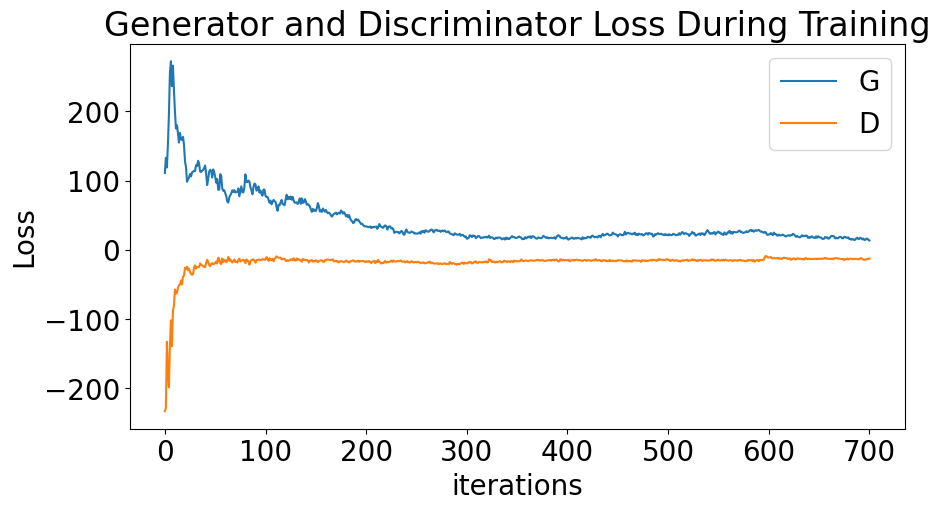 Generator and Discriminator Loss During Training
G
D
Loss
200
100
0
−100
−200
0 100 200 300 400 500 600 700
iterations